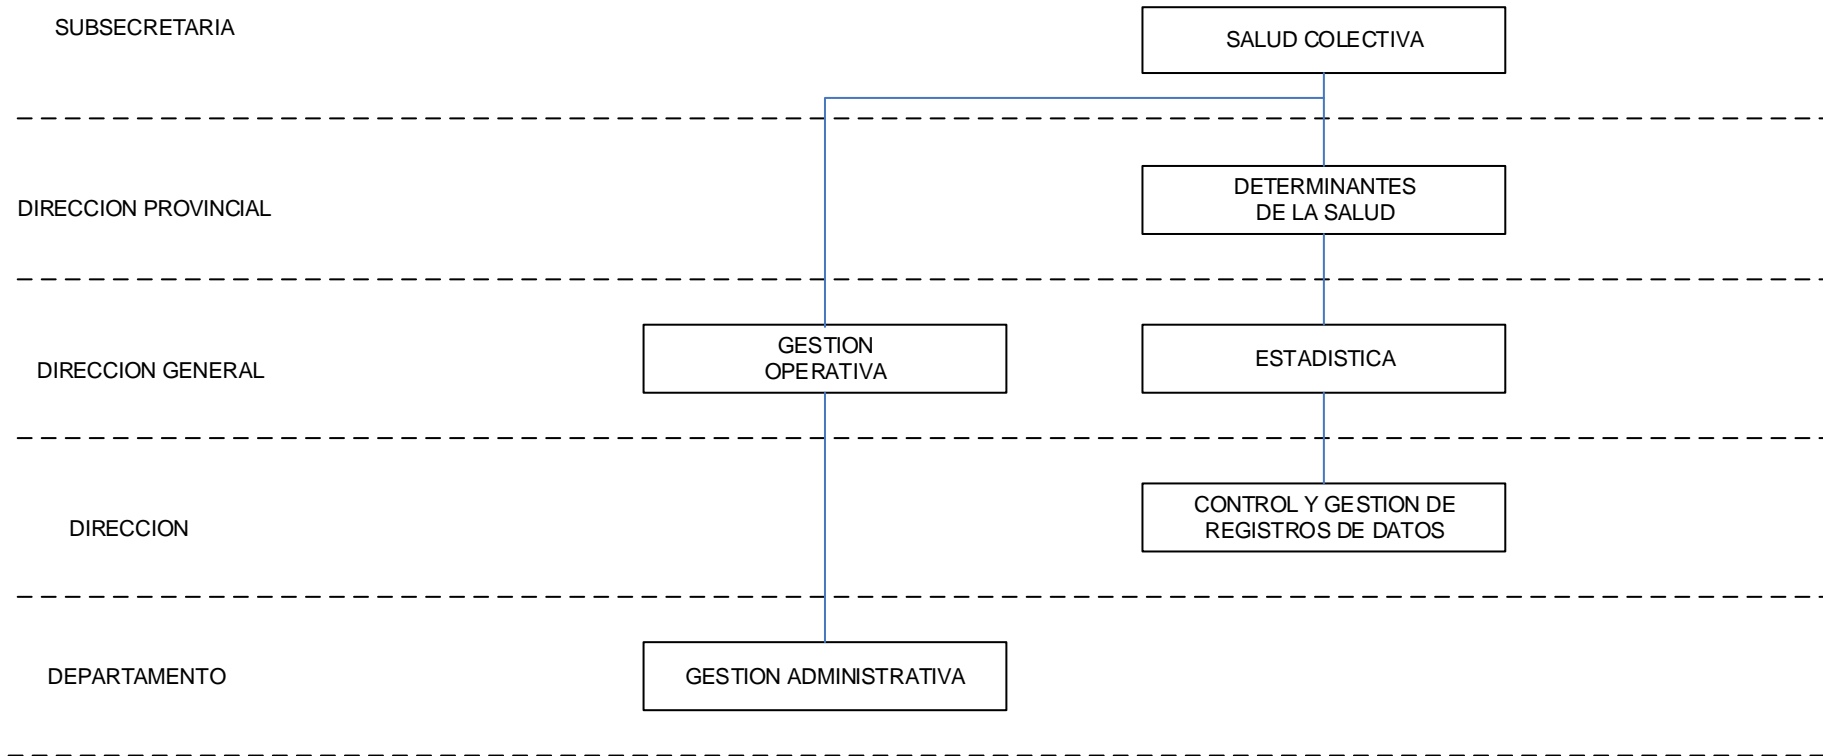 SUBSECRETARIA
SALUD COLECTIVA
DIRECCION PROVINCIAL
DETERMINANTES
DE LA SALUD
DIRECCION GENERAL
GESTION
OPERATIVA
ESTADISTICA
DIRECCION
CONTROL Y GESTION DE
REGISTROS DE DATOS
DEPARTAMENTO
GESTION ADMINISTRATIVA